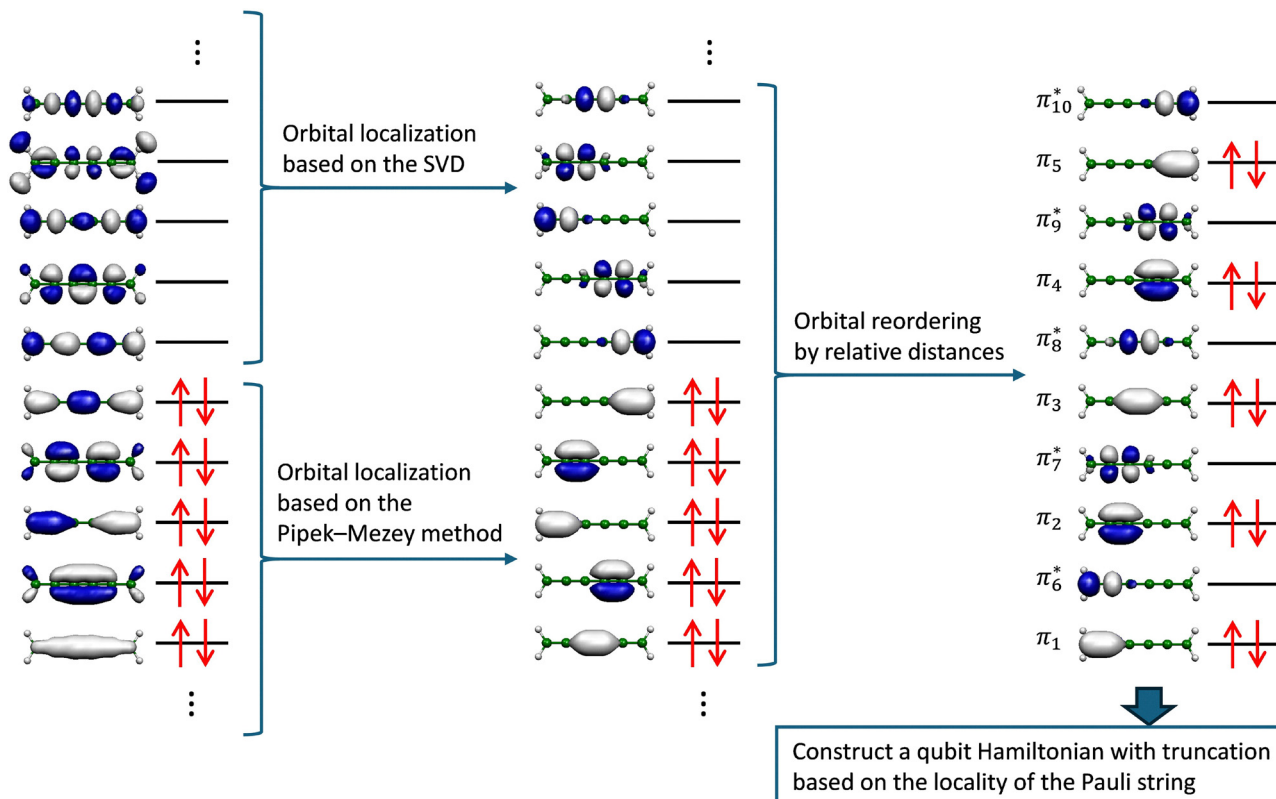 ⋮
⋮
Orbital localization
based on the SVD
Orbital localization
based on the
Pipek–Mezey method
Orbital reordering
by relative distances
π*10
π5
π*9
π4
π*8
π3
π*7
π2
π*6
π1
⋮
⋮
Construct a qubit Hamiltonian with truncation
based on the locality of the Pauli string